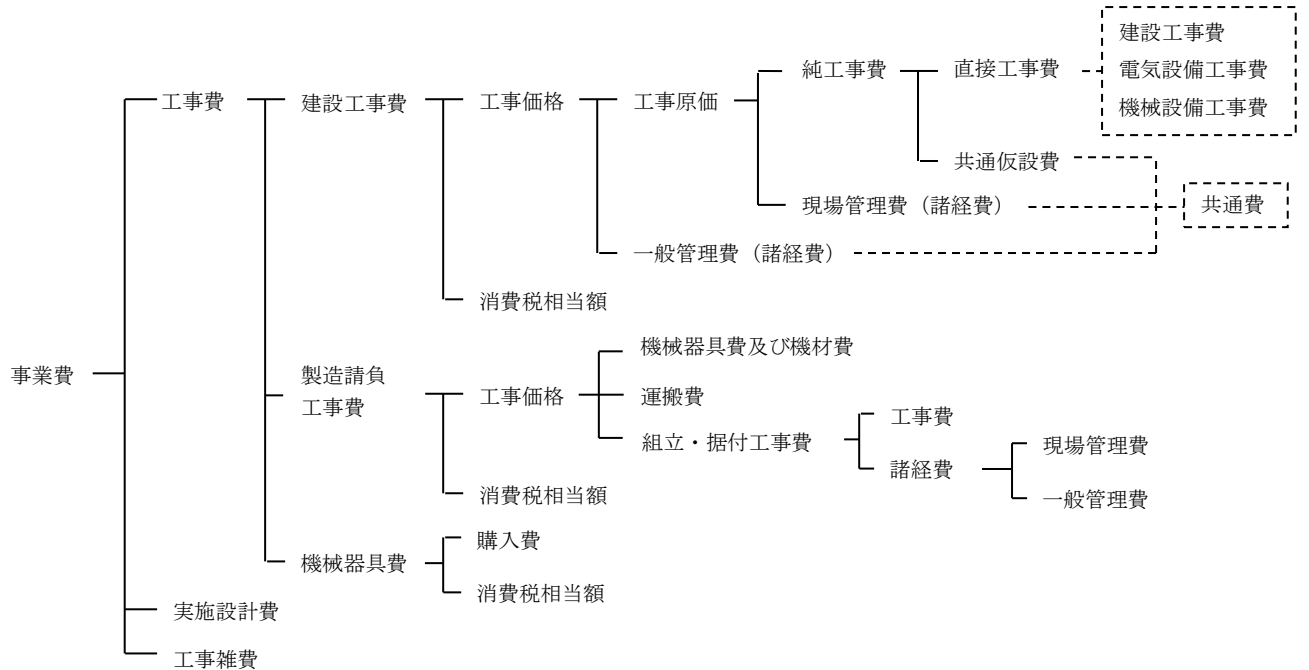 建設工事費
純工事費
直接工事費
電気設備工事費
工事費
建設工事費
工事価格
工事原価
機械設備工事費
共通仮設費
現場管理費（諸経費）
共通費
一般管理費（諸経費）
消費税相当額
機械器具費及び機材費
事業費
製造請負
工事費
工事価格
運搬費
工事費
組立・据付工事費
現場管理費
諸経費
消費税相当額
一般管理費
購入費
機械器具費
消費税相当額
実施設計費
工事雑費